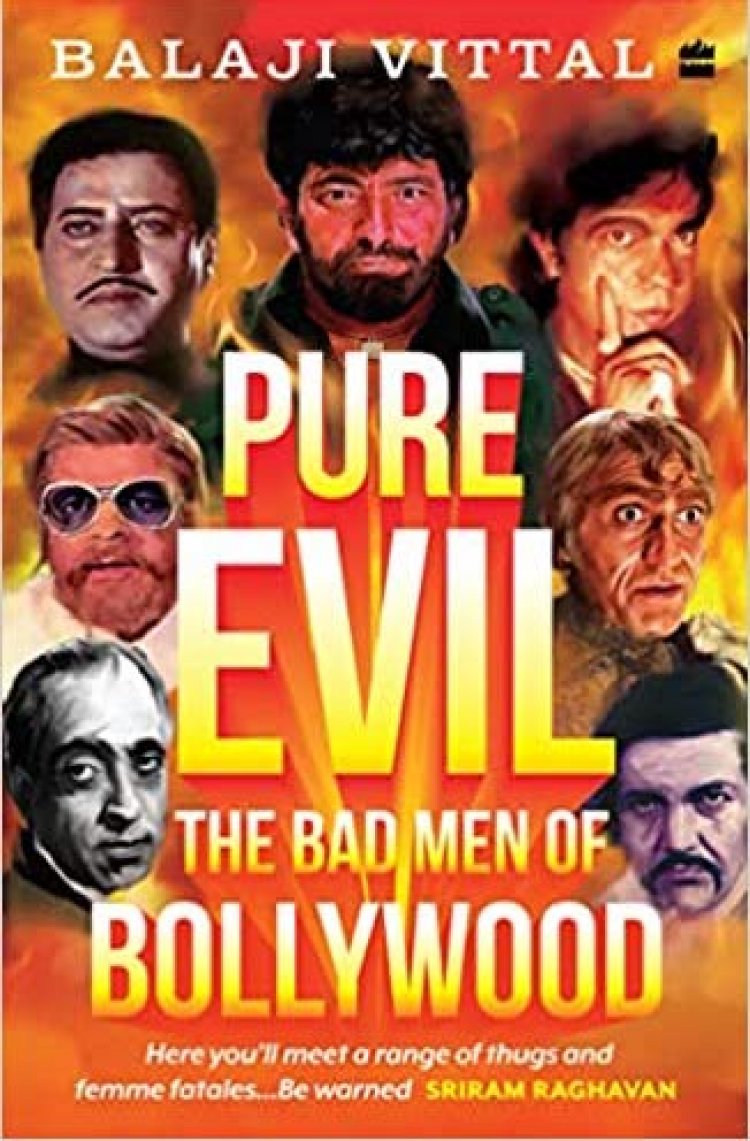 BALAJI VITTAL
PURE
EVIL
THE BAD MEN OF
BOLLYWOOD
Here you'll meet a range of thugs and
femme fatales...Be warned SRIRAM RAGHAVAN